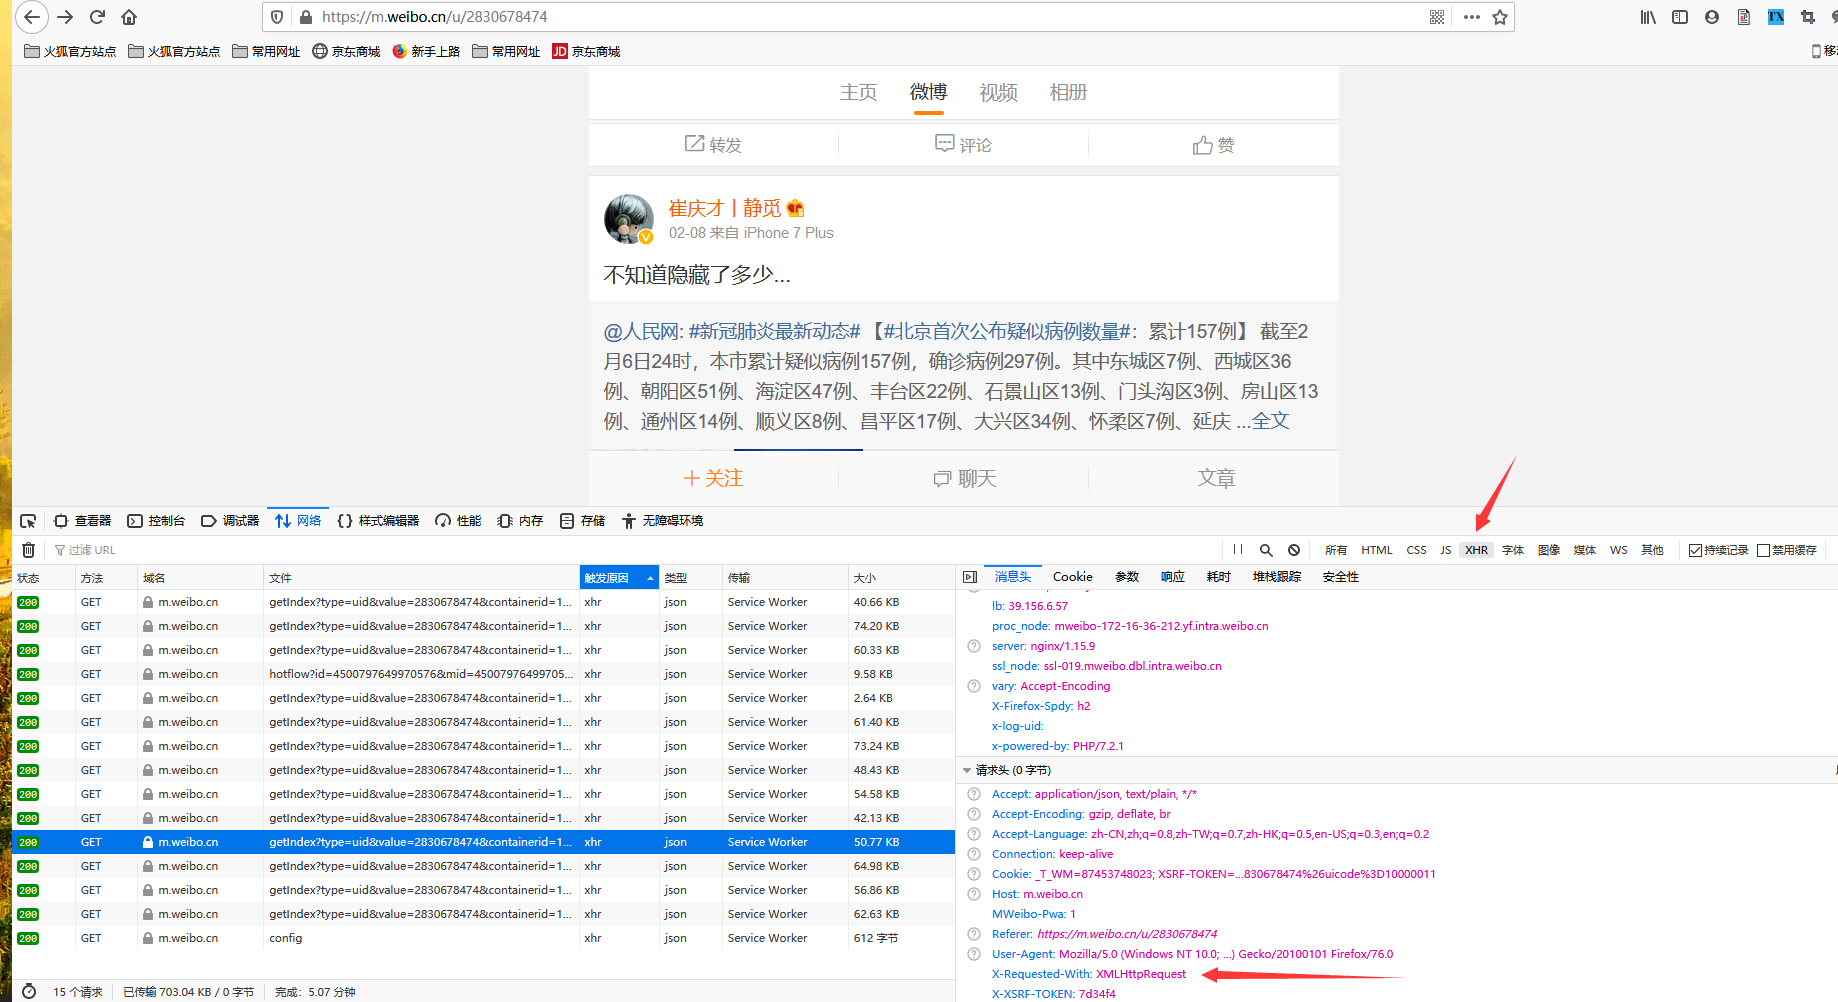 https://m.weibo.cn/u/2830678474
火狐官方站点 火狐官方站点 常用网址 京东商城 新手上路 常用网址 JD 京东商城
主页 微博 视频 相册
转发 评论 赞
崔庆才丨静觅
02-08 来自 iPhone 7 Plus
不知道隐藏了多少...
@人民网: #新冠肺炎最新动态# 【#北京首次公布疑似病例数量#：累计157例】 截至2
月6日24时，本市累计疑似病例157例，确诊病例297例。其中东城区7例、西城区36
例、朝阳区51例、海淀区47例、丰台区22例、石景山区13例、门头沟区3例、房山区13
例、通州区14例、顺义区8例、昌平区17例、大兴区34例、怀柔区7例、延庆 ...全文
+ 关注 聊天 文章
查看器 控制台 调试器 网络 样式编辑器 性能 内存 存储 无障碍环境
过滤 URL
所有 HTML CSS JS XHR 字体 图像 媒体 WS 其他 持续记录 禁用缓存
状态 方法 域名 文件 触发原因 类型 传输 大小
200 GET m.weibo.cn getIndex?type=uid&value=2830678474&containerid=1... xhr json Service Worker 40.66 KB
200 GET m.weibo.cn getIndex?type=uid&value=2830678474&containerid=1... xhr json Service Worker 74.20 KB
200 GET m.weibo.cn getIndex?type=uid&value=2830678474&containerid=1... xhr json Service Worker 60.33 KB
200 GET m.weibo.cn hotflow?id=4500797649970576&mid=45007976499705... xhr json Service Worker 9.58 KB
200 GET m.weibo.cn getIndex?type=uid&value=2830678474&containerid=1... xhr json Service Worker 2.64 KB
200 GET m.weibo.cn getIndex?type=uid&value=2830678474&containerid=1... xhr json Service Worker 61.40 KB
200 GET m.weibo.cn getIndex?type=uid&value=2830678474&containerid=1... xhr json Service Worker 73.24 KB
200 GET m.weibo.cn getIndex?type=uid&value=2830678474&containerid=1... xhr json Service Worker 48.43 KB
200 GET m.weibo.cn getIndex?type=uid&value=2830678474&containerid=1... xhr json Service Worker 54.58 KB
200 GET m.weibo.cn getIndex?type=uid&value=2830678474&containerid=1... xhr json Service Worker 42.13 KB
200 GET m.weibo.cn getIndex?type=uid&value=2830678474&containerid=1... xhr json Service Worker 50.77 KB
200 GET m.weibo.cn getIndex?type=uid&value=2830678474&containerid=1... xhr json Service Worker 64.98 KB
200 GET m.weibo.cn getIndex?type=uid&value=2830678474&containerid=1... xhr json Service Worker 56.86 KB
200 GET m.weibo.cn getIndex?type=uid&value=2830678474&containerid=1... xhr json Service Worker 62.63 KB
200 GET m.weibo.cn config xhr json Service Worker 612 字节
15 个请求 已传输 703.04 KB / 0 字节 完成：5.07 分钟
消息头 Cookie 参数 响应 耗时 堆栈跟踪 安全性
lb: 39.156.6.57
proc_node: mweibo-172-16-36-212.yf.intra.weibo.cn
server: nginx/1.15.9
ssl_node: ssl-019.mweibo.dbl.intra.weibo.cn
vary: Accept-Encoding
X-Firefox-Spdy: h2
x-log-uid:
x-powered-by: PHP/7.2.1
请求头 (0 字节)
Accept: application/json, text/plain, */*
Accept-Encoding: gzip, deflate, br
Accept-Language: zh-CN,zh;q=0.8,zh-TW;q=0.7,zh-HK;q=0.5,en-US;q=0.3,en;q=0.2
Connection: keep-alive
Cookie: _T_WM=87453748023; XSRF-TOKEN=...830678474%26uicode%3D10000011
Host: m.weibo.cn
MWeibo-Pwa: 1
Referer: https://m.weibo.cn/u/2830678474
User-Agent: Mozilla/5.0 (Windows NT 10.0; ...) Gecko/20100101 Firefox/76.0
X-Requested-With: XMLHttpRequest
X-XSRF-TOKEN: 7d34f4